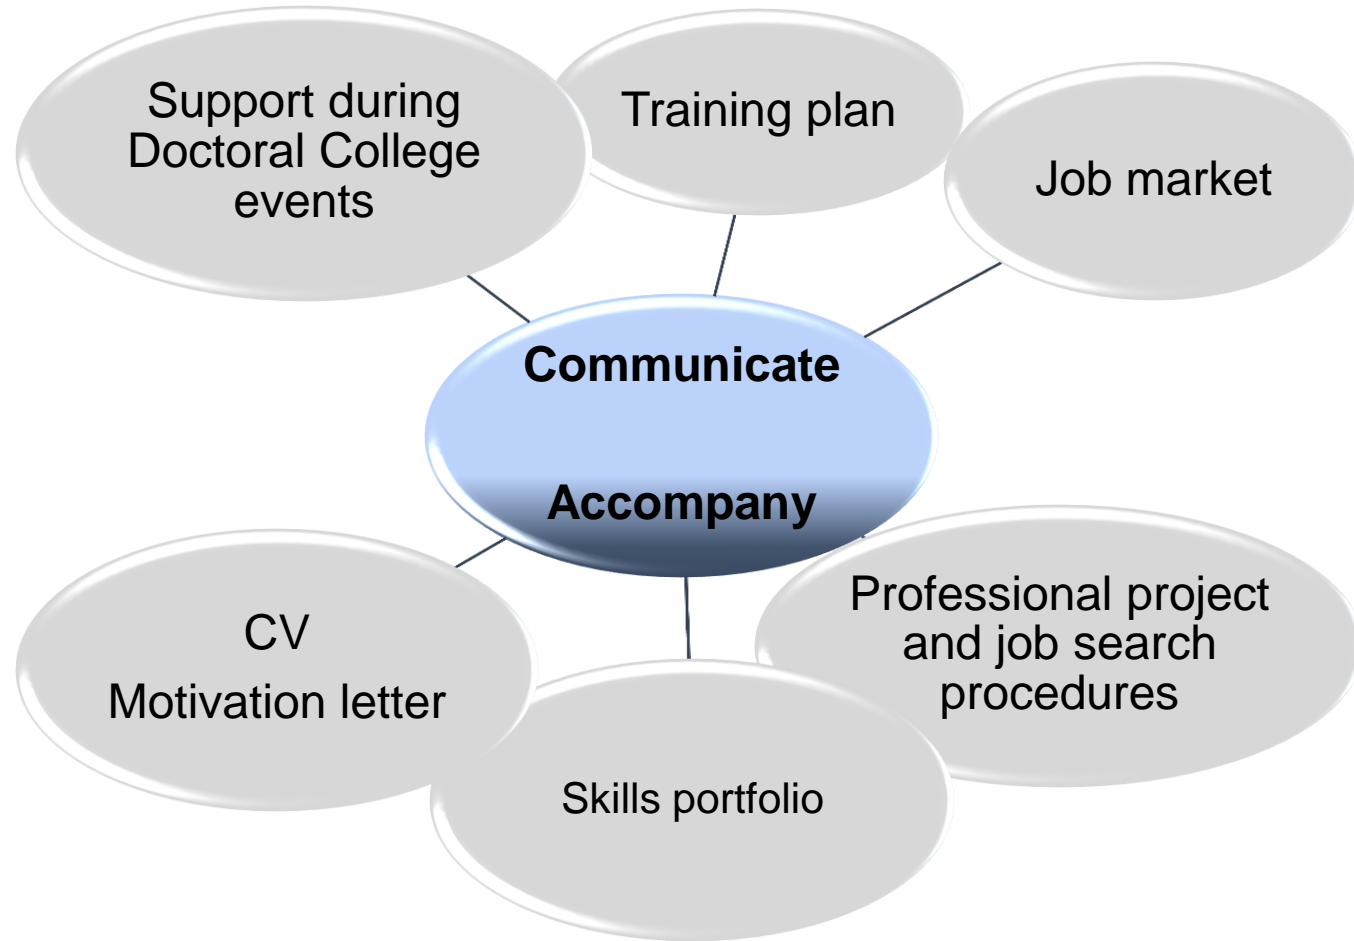 Support during
Doctoral College
events
Training plan
Job market
Communicate
Accompany
CV
Motivation letter
Skills portfolio
Professional project
and job search
procedures